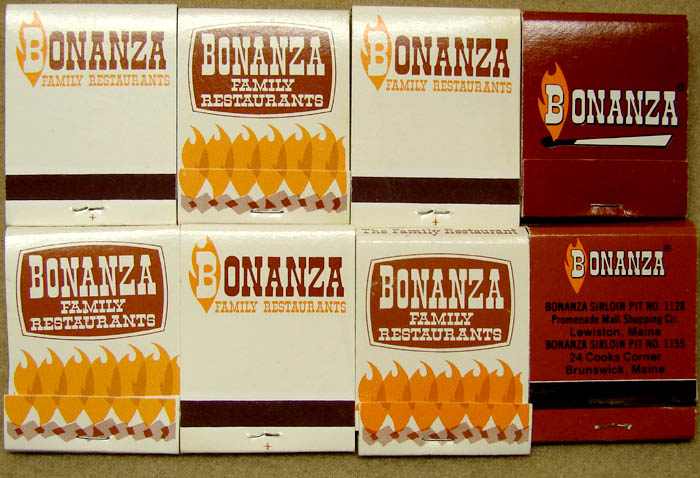 BONANZA
FAMILY RESTAURANTS
BONANZA
FAMILY
RESTAURANTS
BONANZA
FAMILY RESTAURANTS
BONANZA®
BONANZA
FAMILY
RESTAURANTS
BONANZA
FAMILY RESTAURANTS
The Family Restaurant
BONANZA
FAMILY
RESTAURANTS
BONANZA®
BONANZA SIRLOIN PIT NO. 1128
Promenade Mall Shopping Ctr.
Lewiston, Maine
BONANZA SIRLOIN PIT NO. 1155
24 Cooks Corner
Brunswick, Maine